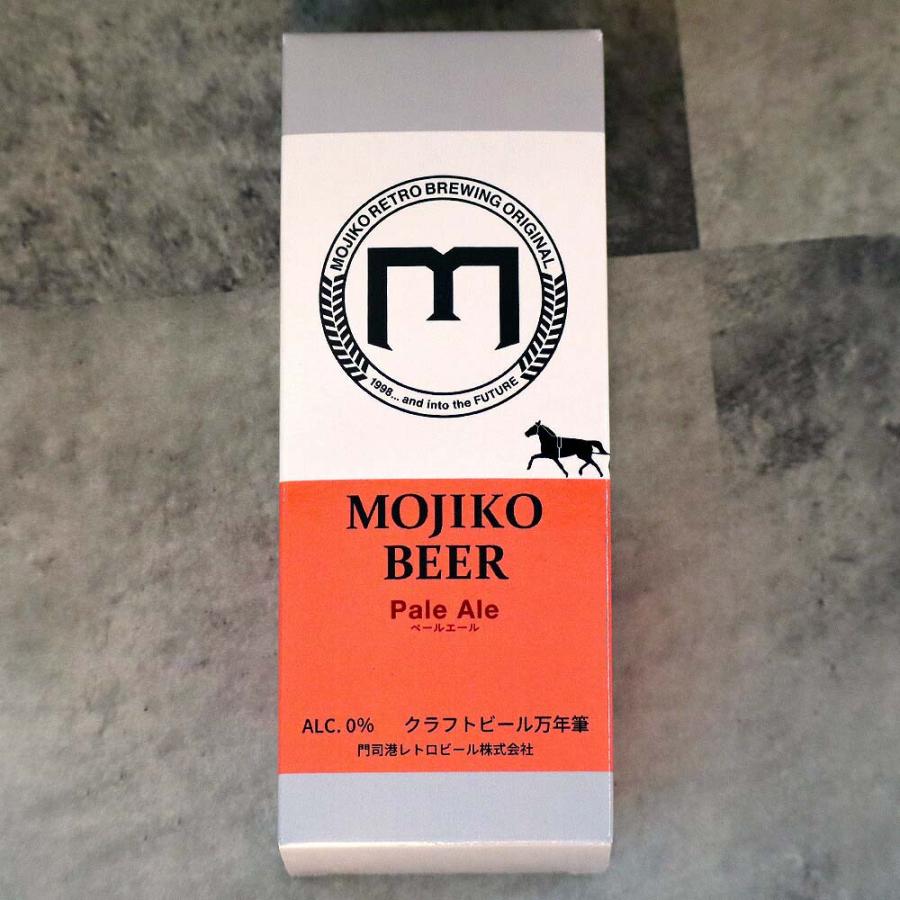 MOJIKO RETRO BREWING ORIGINAL
m
1998... and into the FUTURE
MOJIKO
BEER
Pale Ale
ペールエール
ALC. 0% クラフトビール万年筆
門司港レトロビール株式会社